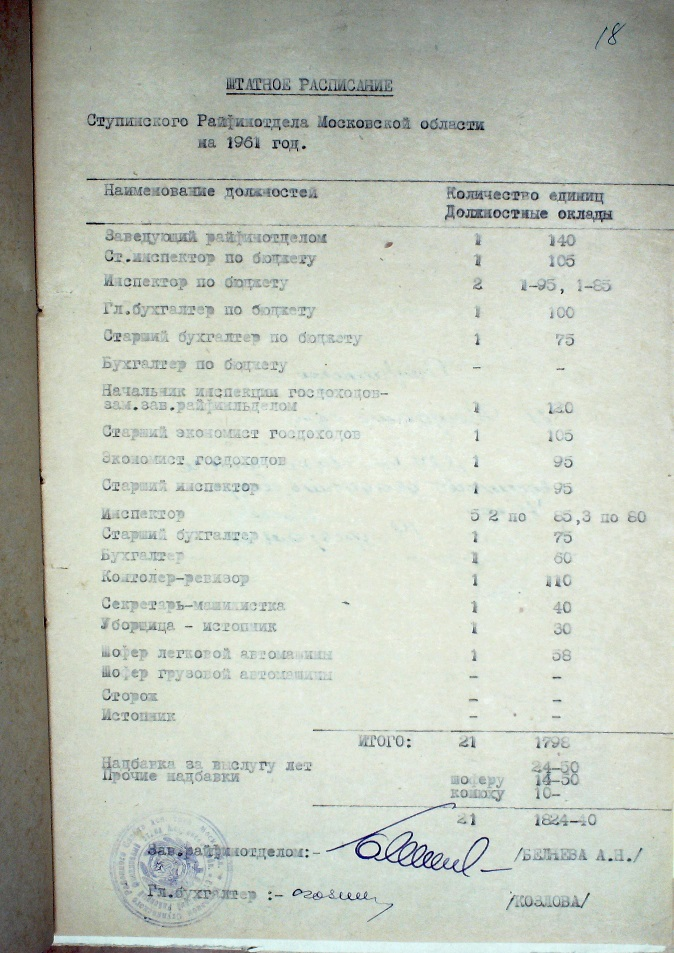 18
ШТАТНОЕ РАСПИСАНИЕ
Ступинского Райфинотдела Московской области
на 1961 год.
Наименование должностей Количество единиц
Должностные оклады
Заведующий райфинотделом 1 140
Ст.инспектор по бюджету 1 105
Инспектор по бюджету 2 1-95, 1-85
Гл.бухгалтер по бюджету 1 100
Старший бухгалтер по бюджету 1 75
Бухгалтер по бюджету - -
Начальник инспекции госдоходов-
зам.зав.райфинльделом 1 120
Старший экономист госдоходов 1 105
Экономист госдоходов 1 95
Старший инспектор 1 95
Инспектор 5 2 по 85,3 по 80
Старший бухгалтер 1 75
Бухгалтер 1 60
Контолер-ревизор 1 110
Секретарь-машинистка 1 40
Уборщица - истопник 1 30
Шофер легковой автомашины 1 58
Шофер грузовой автомашины - -
Сторож - -
Истопник - -
ИТОГО: 21 1798
Надбавка за выслугу лет 24-50
Прочие надбавки шоферу 14-50
конюху 10-
21 1824-40
Зав.райфинотделом:- /БЕЛЯЕВА А.Н./
Гл.бухгалтер :- /КОЗЛОВА/